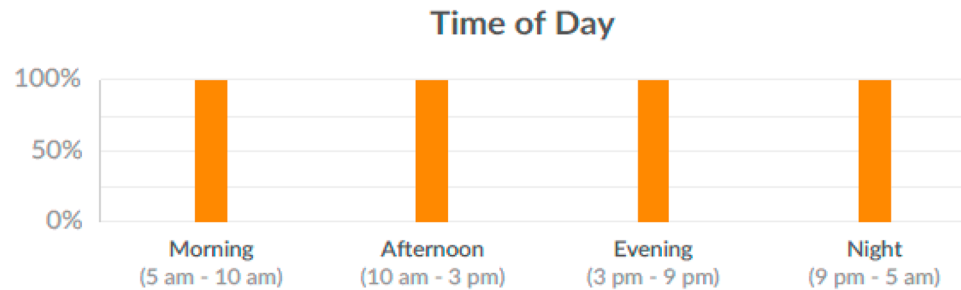 Time of Day
100%
50%
0%
Morning
(5 am - 10 am)
Afternoon
(10 am - 3 pm)
Evening
(3 pm - 9 pm)
Night
(9 pm - 5 am)